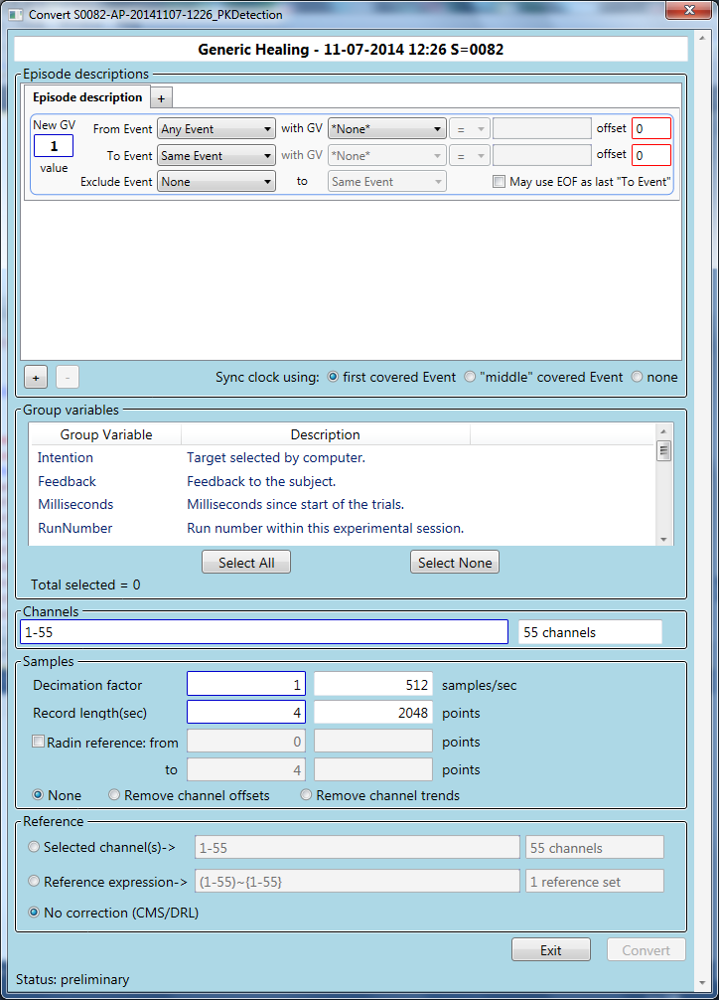 Convert S0082-AP-20141107-1226_PKDetection
Generic Healing - 11-07-2014 12:26 S=0082
Episode descriptions
Episode description +
New GV
1
value
From Event Any Event with GV *None* = offset 0
To Event Same Event with GV *None* = offset 0
Exclude Event None to Same Event May use EOF as last "To Event"
+ - Sync clock using: first covered Event "middle" covered Event none
Group variables
Group Variable Description
Intention Target selected by computer.
Feedback Feedback to the subject.
Milliseconds Milliseconds since start of the trials.
RunNumber Run number within this experimental session.
Select All Select None
Total selected = 0
Channels
1-55 55 channels
Samples
Decimation factor 1 512 samples/sec
Record length(sec) 4 2048 points
Radin reference: from 0 points
to 4 points
None Remove channel offsets Remove channel trends
Reference
Selected channel(s)-> 1-55 55 channels
Reference expression-> (1-55)~{1-55} 1 reference set
No correction (CMS/DRL)
Exit Convert
Status: preliminary